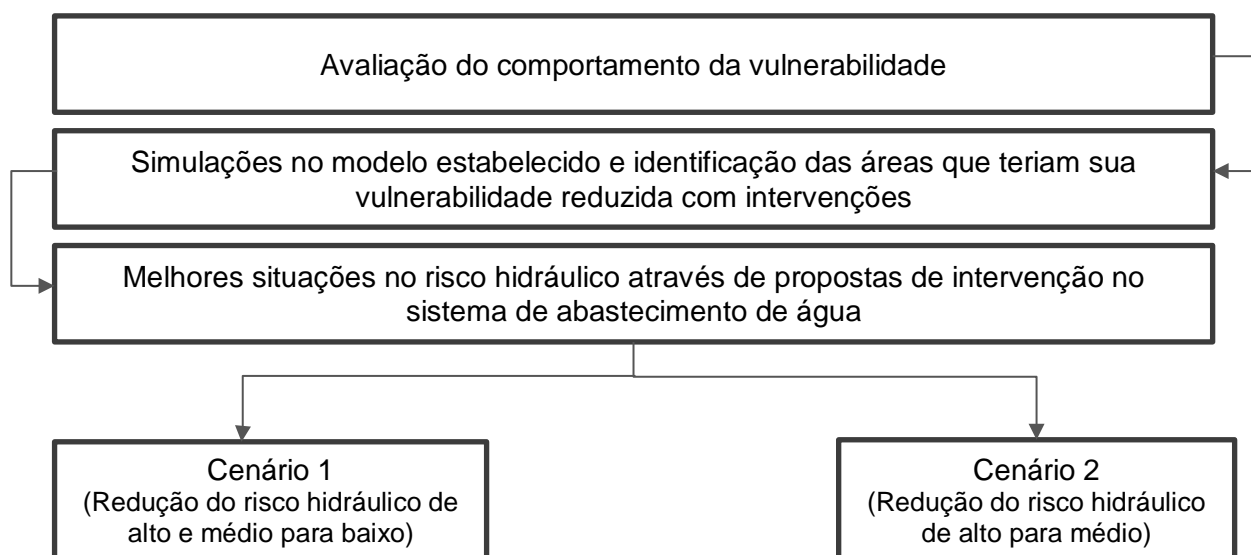 Avaliação do comportamento da vulnerabilidade
Simulações no modelo estabelecido e identificação das áreas que teriam sua
vulnerabilidade reduzida com intervenções
Melhores situações no risco hidráulico através de propostas de intervenção no
sistema de abastecimento de água
Cenário 1
(Redução do risco hidráulico de
alto e médio para baixo)
Cenário 2
(Redução do risco hidráulico
de alto para médio)